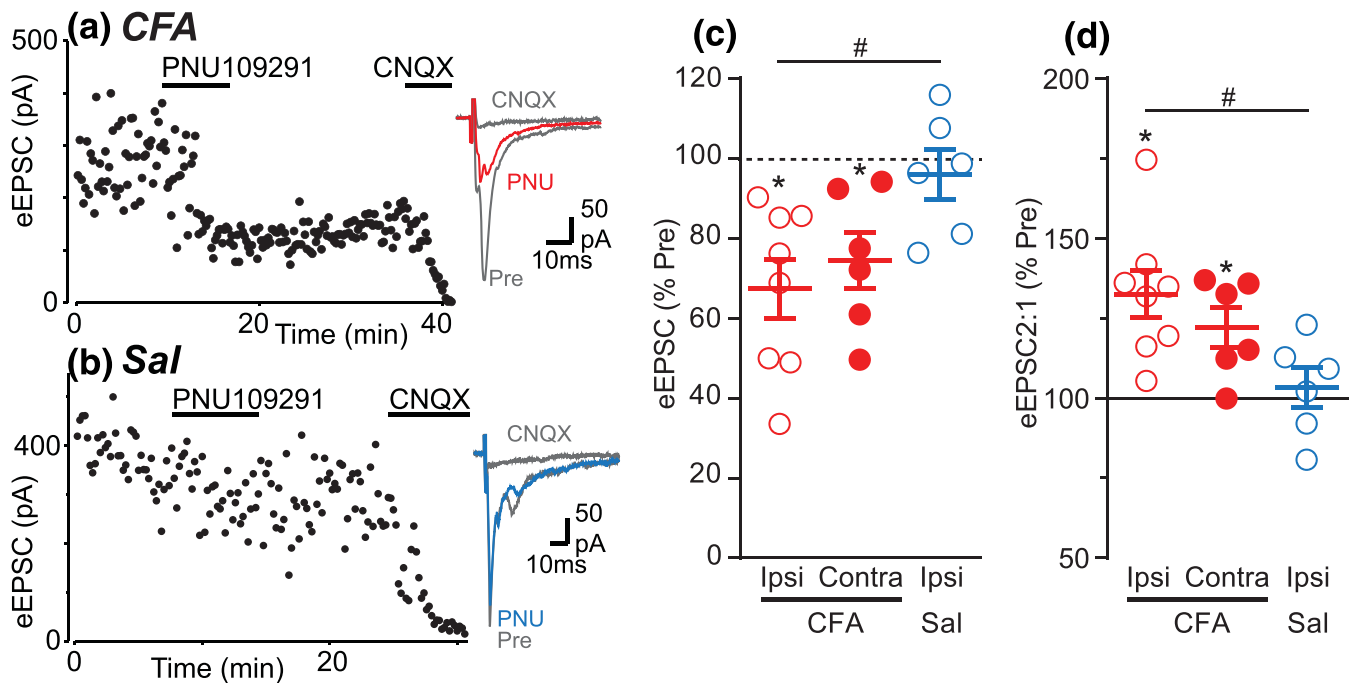 (a) CFA
500
eEPSC (pA)
0
PNU109291
CNQX
0
20
40
Time (min)
CNQX
PNU
Pre
50
pA
10ms
(b) Sal
400
eEPSC (pA)
0
PNU109291
CNQX
0
20
Time (min)
CNQX
PNU
Pre
50
pA
10ms
(c)
#
120
100
80
60
40
20
0
eEPSC (% Pre)
* *
Ipsi Contra Ipsi
CFA Sal
(d)
200
150
100
50
eEPSC2:1 (% Pre)
#
*
*
Ipsi Contra Ipsi
CFA Sal